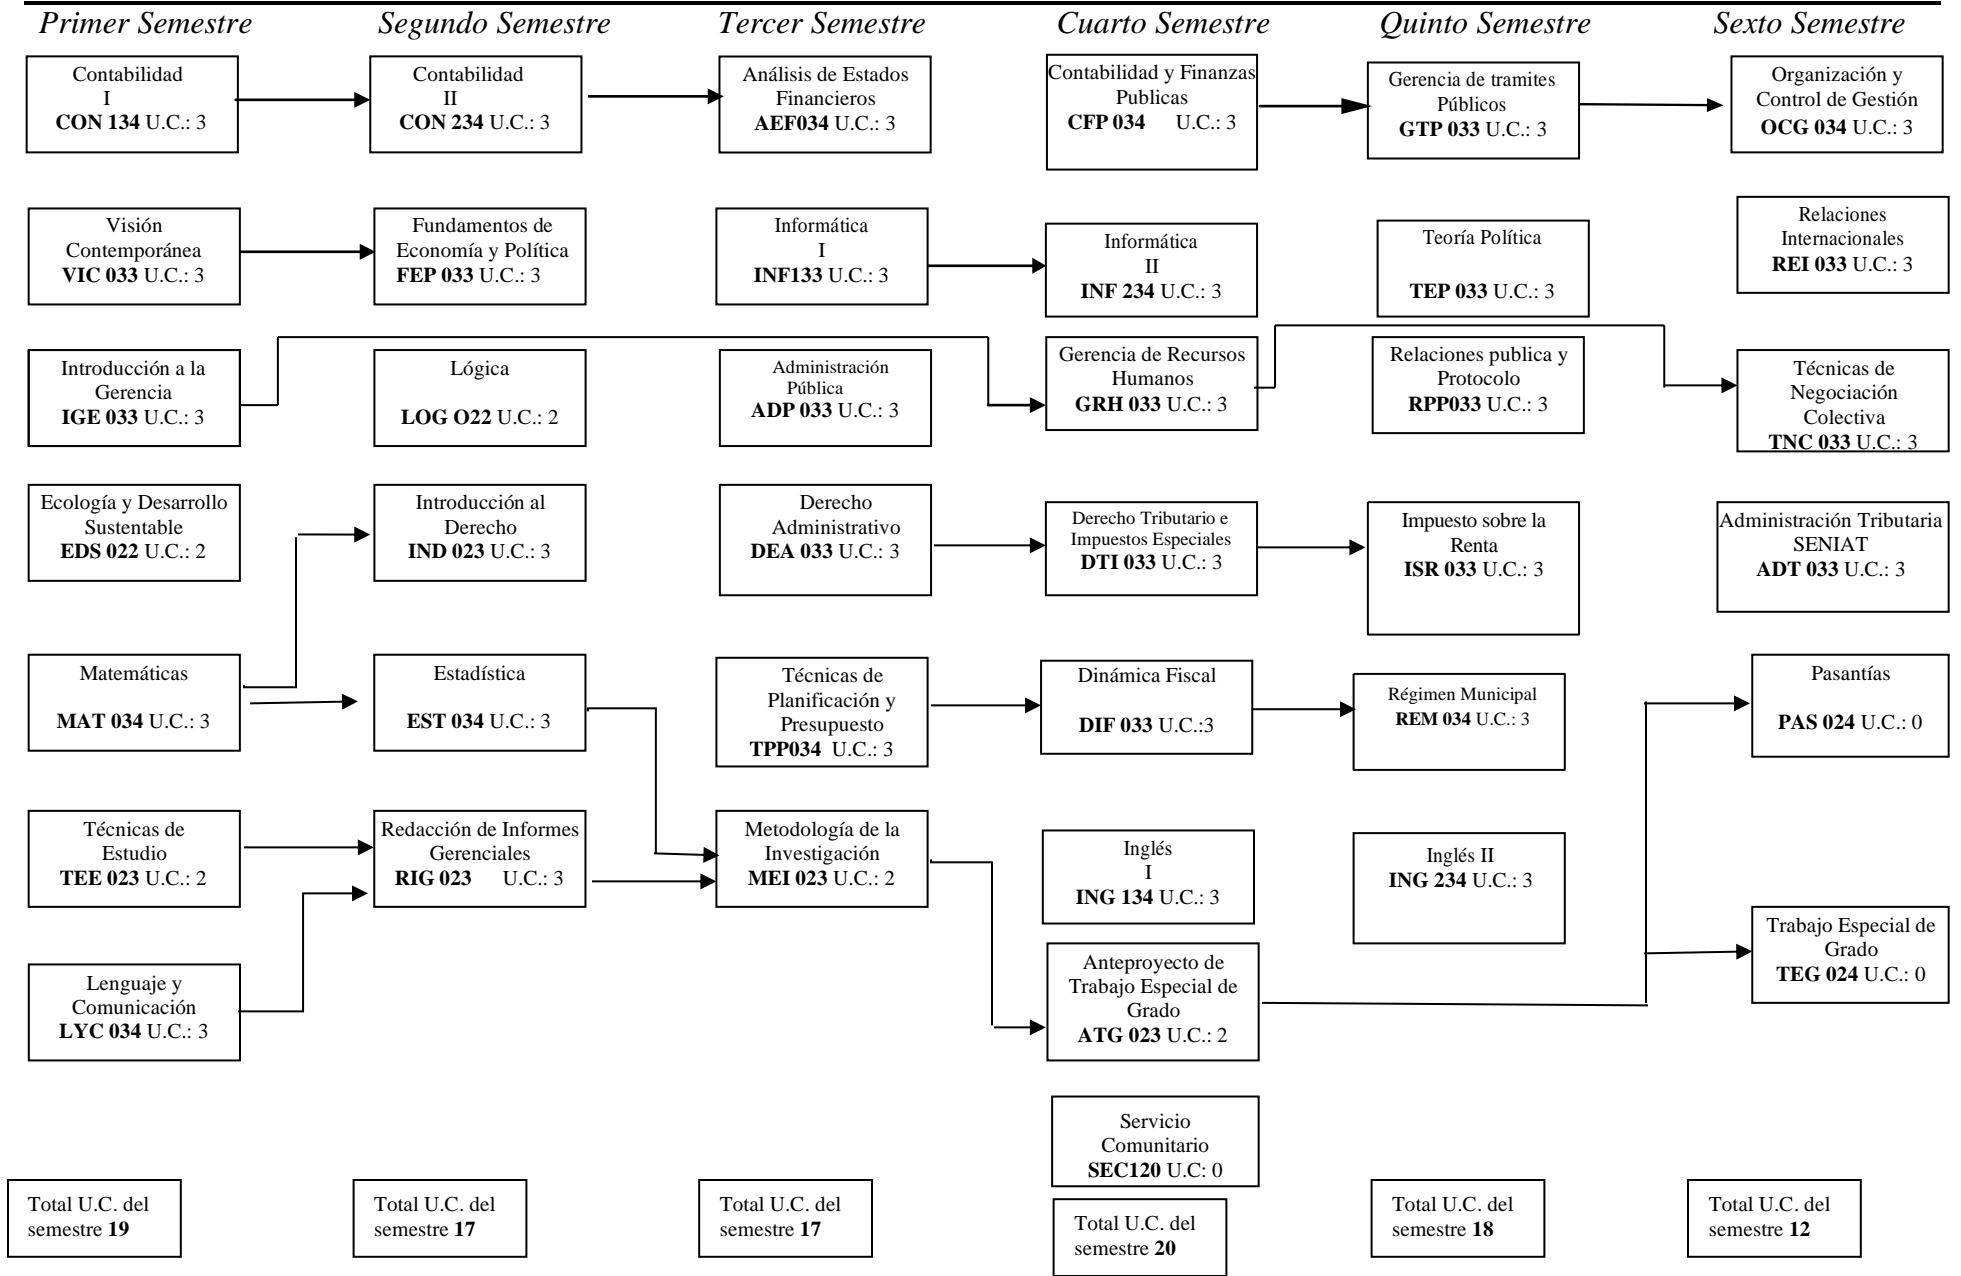 Primer Semestre
Segundo Semestre
Tercer Semestre
Cuarto Semestre
Quinto Semestre
Sexto Semestre
Contabilidad
I
CON 134 U.C.: 3
Contabilidad
II
CON 234 U.C.: 3
Análisis de Estados
Financieros
AEF034 U.C.: 3
Contabilidad y Finanzas
Publicas
CFP 034 U.C.: 3
Gerencia de tramites
Públicos
GTP 033 U.C.: 3
Organización y
Control de Gestión
OCG 034 U.C.: 3
Visión
Contemporánea
VIC 033 U.C.: 3
Fundamentos de
Economía y Política
FEP 033 U.C.: 3
Informática
I
INF133 U.C.: 3
Informática
II
INF 234 U.C.: 3
Teoría Política
TEP 033 U.C.: 3
Relaciones
Internacionales
REI 033 U.C.: 3
Introducción a la
Gerencia
IGE 033 U.C.: 3
Lógica
LOG O22 U.C.: 2
Administración
Pública
ADP 033 U.C.: 3
Gerencia de Recursos
Humanos
GRH 033 U.C.: 3
Relaciones publica y
Protocolo
RPP033 U.C.: 3
Técnicas de
Negociación
Colectiva
TNC 033 U.C.: 3
Ecología y Desarrollo
Sustentable
EDS 022 U.C.: 2
Introducción al
Derecho
IND 023 U.C.: 3
Derecho
Administrativo
DEA 033 U.C.: 3
Derecho Tributario e
Impuestos Especiales
DTI 033 U.C.: 3
Impuesto sobre la
Renta
ISR 033 U.C.: 3
Administración Tributaria
SENIAT
ADT 033 U.C.: 3
Matemáticas
MAT 034 U.C.: 3
Estadística
EST 034 U.C.: 3
Técnicas de
Planificación y
Presupuesto
TPP034 U.C.: 3
Dinámica Fiscal
DIF 033 U.C.:3
Régimen Municipal
REM 034 U.C.: 3
Pasantías
PAS 024 U.C.: 0
Técnicas de
Estudio
TEE 023 U.C.: 2
Redacción de Informes
Gerenciales
RIG 023 U.C.: 3
Metodología de la
Investigación
MEI 023 U.C.: 2
Inglés
I
ING 134 U.C.: 3
Inglés II
ING 234 U.C.: 3
Trabajo Especial de
Grado
TEG 024 U.C.: 0
Lenguaje y
Comunicación
LYC 034 U.C.: 3
Anteproyecto de
Trabajo Especial de
Grado
ATG 023 U.C.: 2
Servicio
Comunitario
SEC120 U.C: 0
Total U.C. del
semestre 19
Total U.C. del
semestre 17
Total U.C. del
semestre 17
Total U.C. del
semestre 20
Total U.C. del
semestre 18
Total U.C. del
semestre 12